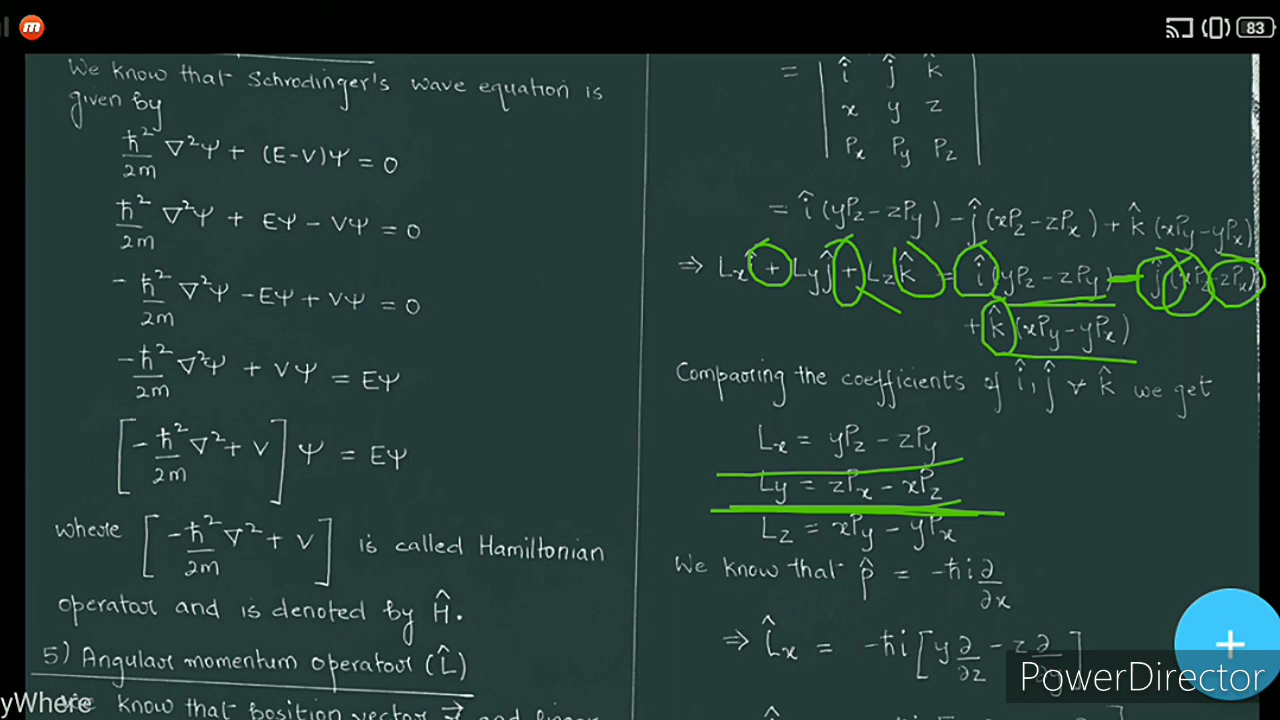 83
We know that Schrodinger's wave equation is
given by
ħ²/2m ∇²Ψ + (E-V)Ψ = 0
ħ²/2m ∇²Ψ + EΨ - VΨ = 0
-ħ²/2m ∇²Ψ - EΨ + VΨ = 0
-ħ²/2m ∇²Ψ + VΨ = EΨ
[-ħ²/2m ∇² + V] Ψ = EΨ
where [-ħ²/2m ∇² + V] is called Hamiltonian
operator and is denoted by Ĥ.
5) Angular momentum operator (L̂)
know that position vector r⃗ and linear
yWhere
= | î ĵ k̂ |
| x y z |
| Px Py Pz |
= î (yPz - zPy) - ĵ (xPz - zPx) + k̂ (xPy - yPx)
⇒ Lx î + Ly ĵ + Lz k̂ = î (yPz - zPy) - ĵ (xPz - zPx)
+ k̂ (xPy - yPx)
Comparing the coefficients of î, ĵ & k̂ we get
Lx = yPz - zPy
Ly = zPx - xPz
Lz = xPy - yPx
We know that p̂ = -ħi ∂/∂x
⇒ L̂x = -ħi [y ∂/∂z - z ∂/∂y]
PowerDirector